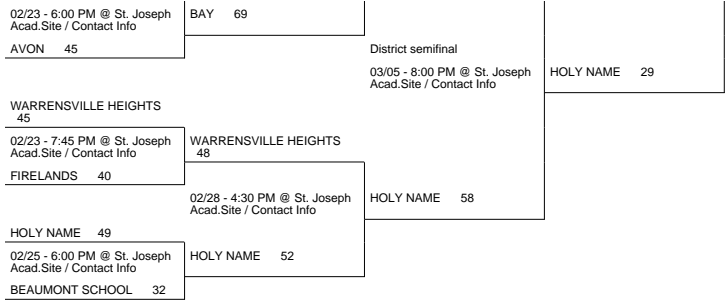 02/23 - 6:00 PM @ St. Joseph
Acad.Site / Contact Info
BAY 69
AVON 45
District semifinal
03/05 - 8:00 PM @ St. Joseph
Acad.Site / Contact Info
HOLY NAME 29
WARRENSVILLE HEIGHTS
45
02/23 - 7:45 PM @ St. Joseph
Acad.Site / Contact Info
WARRENSVILLE HEIGHTS
48
FIRELANDS 40
02/28 - 4:30 PM @ St. Joseph
Acad.Site / Contact Info
HOLY NAME 58
HOLY NAME 49
02/25 - 6:00 PM @ St. Joseph
Acad.Site / Contact Info
HOLY NAME 52
BEAUMONT SCHOOL 32